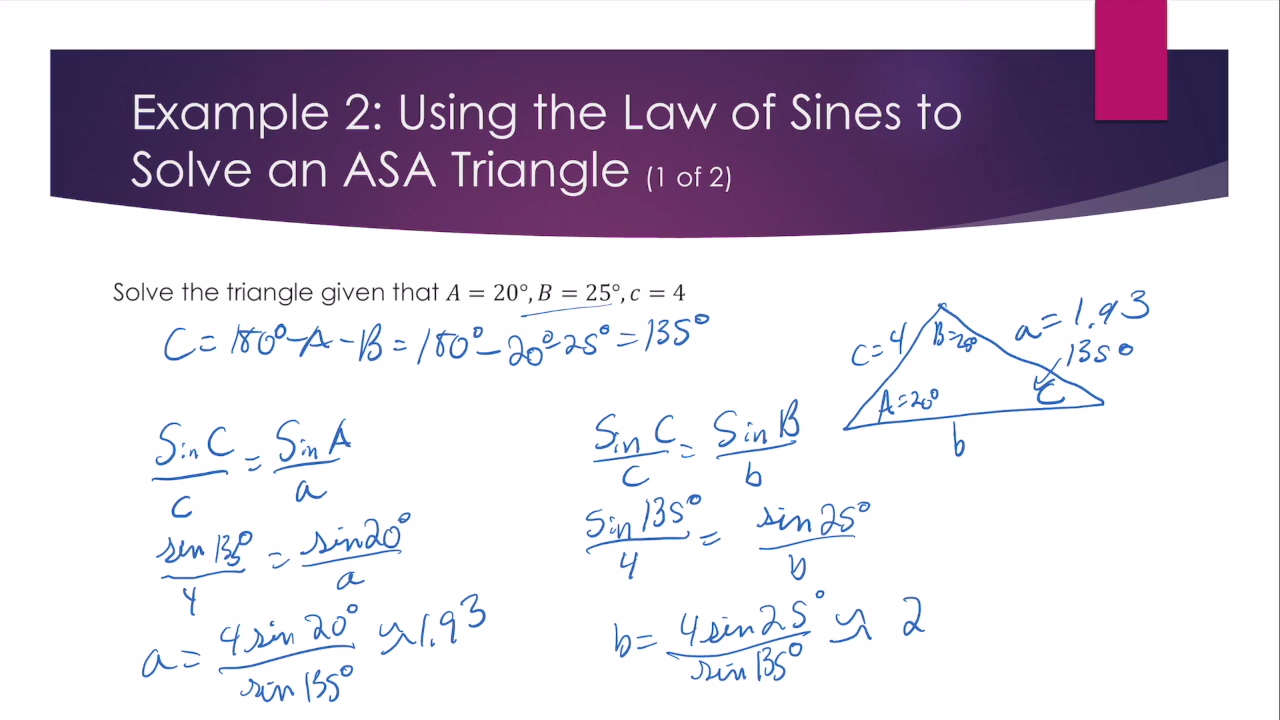 Example 2: Using the Law of Sines to
Solve an ASA Triangle (1 of 2)
Solve the triangle given that A = 20°, B = 25°, c = 4
C = 180° - A - B = 180° - 20° - 25° = 135°
c = 4
B = 25°
a = 1.93
135°
A = 20°
C
b
Sin C / c = Sin A / a
sin 135° / 4 = sin 20° / a
a = 4 sin 20° / sin 135° ≈ 1.93
Sin C / c = Sin B / b
Sin 135° / 4 = sin 25° / b
b = 4 sin 25° / sin 135° ≈ 2